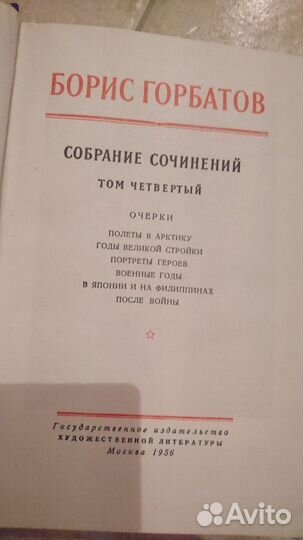 БОРИС ГОРБАТОВ
СОБРАНИЕ СОЧИНЕНИЙ
ТОМ ЧЕТВЕРТЫЙ
ОЧЕРКИ
ПОЛЕТЫ В АРКТИКУ
ГОДЫ ВЕЛИКОЙ СТРОЙКИ
ПОРТРЕТЫ ГЕРОЕВ
ВОЕННЫЕ ГОДЫ
В ЯПОНИИ И НА ФИЛИППИНАХ
ПОСЛЕ ВОЙНЫ
Государственное издательство
ХУДОЖЕСТВЕННОЙ ЛИТЕРАТУРЫ
Москва 1956
Avito